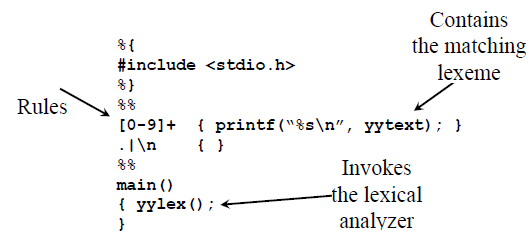 Contains
the matching
lexeme
%{
#include <stdio.h>
%}
%%
Rules
[0-9]+ { printf(“%s\n”, yytext); }
.|\n { }
%%
main()
{ yylex();
}
Invokes
the lexical
analyzer